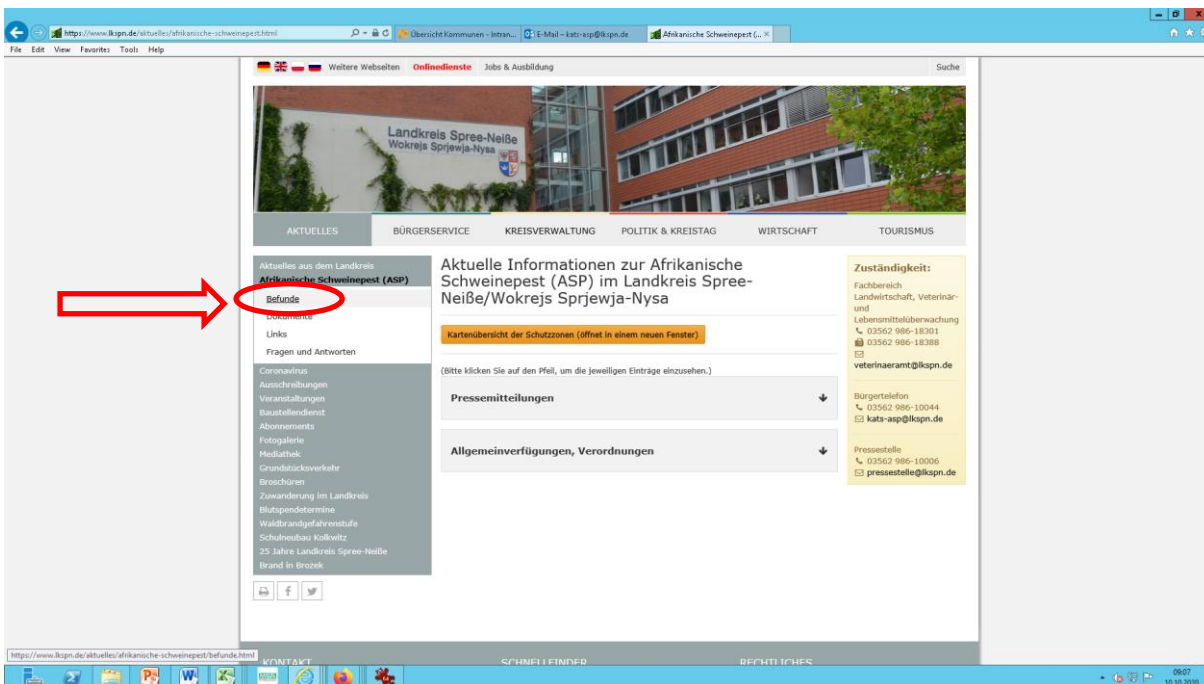 https://www.lkspn.de/aktuelles/afrikanische-schweinepest.html
Übersicht Kommunen - Intran...
E-Mail – kats-asp@lkspn.de
Afrikanische Schweinepest (...
File Edit View Favorites Tools Help
Weitere Webseiten Onlinedienste Jobs & Ausbildung Suche
Landkreis Spree-Neiße
Wokrejs Sprjewja-Nysa
AKTUELLES BÜRGERSERVICE KREISVERWALTUNG POLITIK & KREISTAG WIRTSCHAFT TOURISMUS
Aktuelles aus dem Landkreis
Afrikanische Schweinepest (ASP)
Befunde
Dokumente
Links
Fragen und Antworten
Coronavirus
Ausschreibungen
Veranstaltungen
Baustellendienst
Abonnements
Fotogalerie
Mediathek
Grundstücksverkehr
Broschüren
Zuwanderung im Landkreis
Blutspendetermine
Waldbrandgefahrenstufe
Schulneubau Kolkwitz
25 Jahre Landkreis Spree-Neiße
Brand in Brožek
Aktuelle Informationen zur Afrikanische
Schweinepest (ASP) im Landkreis Spree-
Neiße/Wokrejs Sprjewja-Nysa
Kartenübersicht der Schutzzonen (öffnet in einem neuen Fenster)
(Bitte klicken Sie auf den Pfeil, um die jeweiligen Einträge einzusehen.)
Pressemitteilungen
Allgemeinverfügungen, Verordnungen
Zuständigkeit:
Fachbereich
Landwirtschaft, Veterinär-
und
Lebensmittelüberwachung
03562 986-18301
03562 986-18388
veterinaeramt@lkspn.de
Bürgertelefon
03562 986-10044
kats-asp@lkspn.de
Pressestelle
03562 986-10006
pressestelle@lkspn.de
https://www.lkspn.de/aktuelles/afrikanische-schweinepest/befunde.html
KONTAKT SCHNELLFINDER RECHTLICHES
09:07
10.10.2020